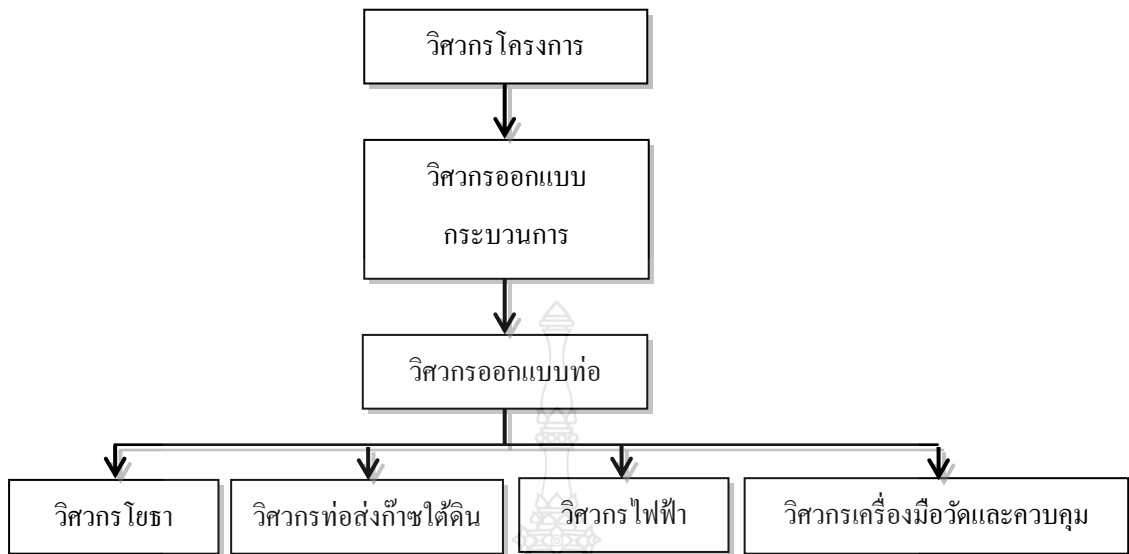 วิศวกรโครงการ
วิศวกรออกแบบ
กระบวนการ
วิศวกรออกแบบท่อ
วิศวกรโยธา
วิศวกรท่อส่งก๊าซใต้ดิน
วิศวกรไฟฟ้า
วิศวกรเครื่องมือวัดและควบคุม